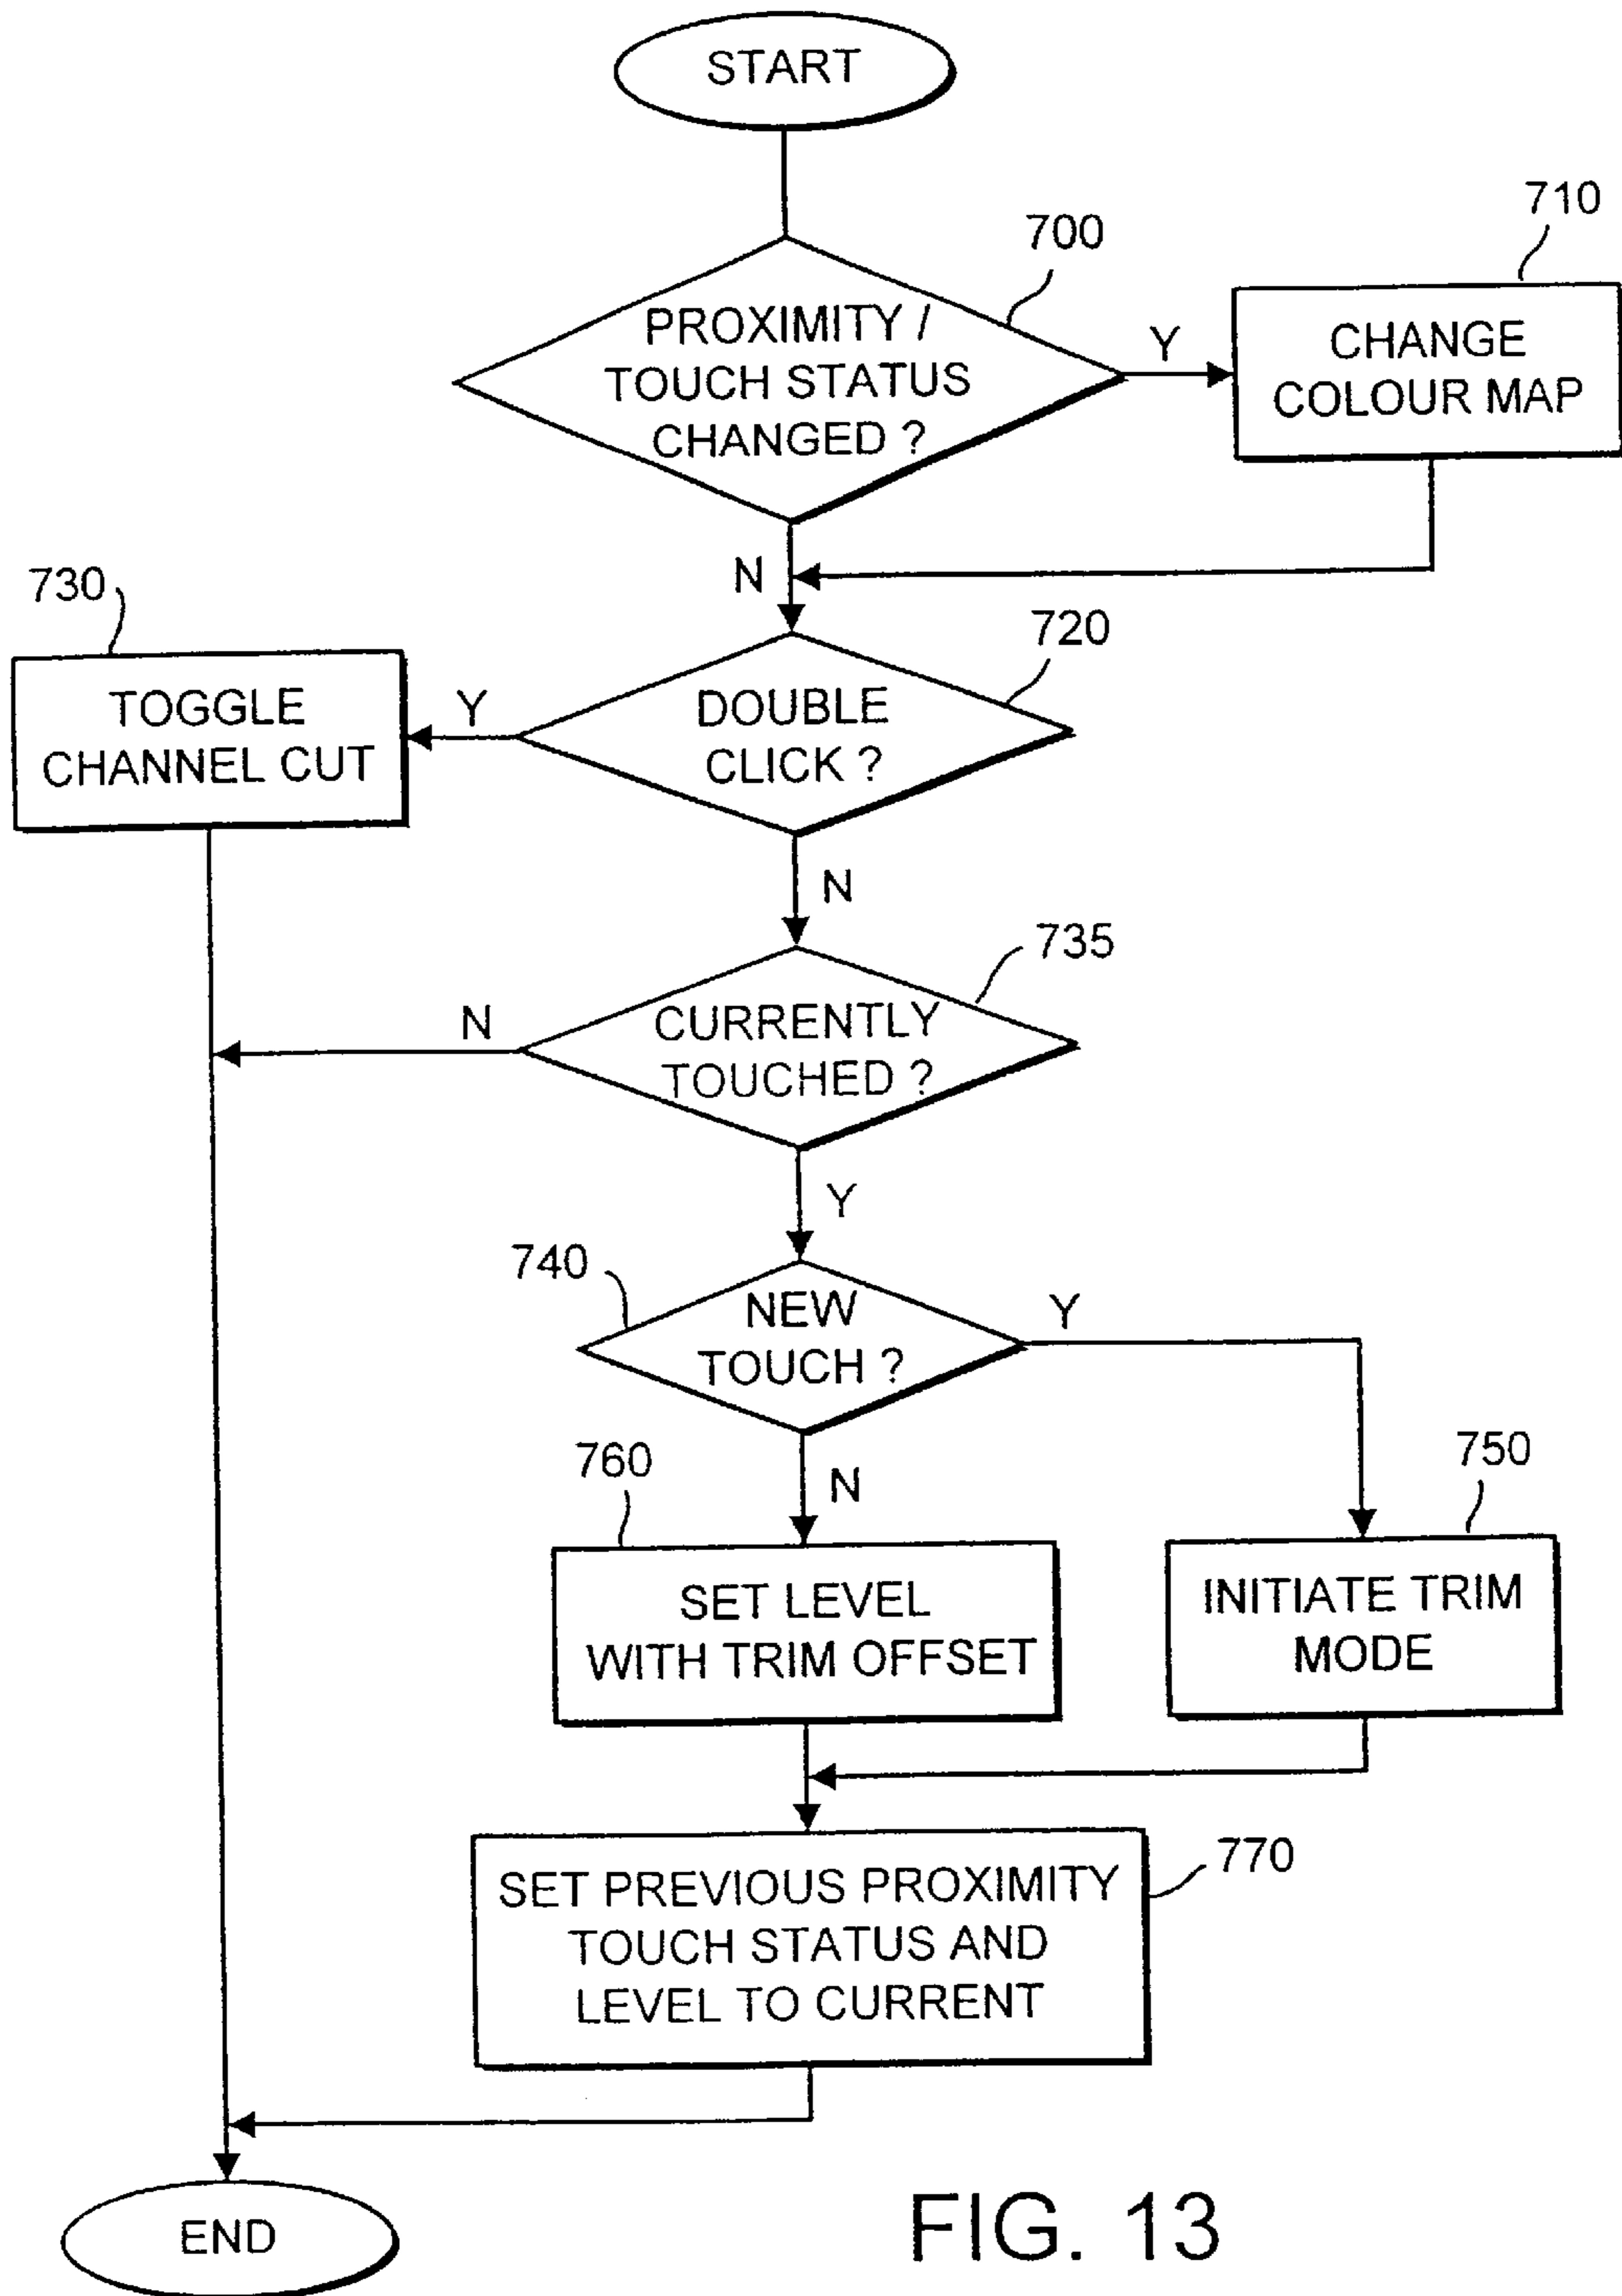 START
700
710
PROXIMITY /
TOUCH STATUS
CHANGED ?
Y
CHANGE
COLOUR MAP
N
730
720
TOGGLE
CHANNEL CUT
Y
DOUBLE
CLICK ?
N
735
N
CURRENTLY
TOUCHED ?
Y
740
NEW
TOUCH ?
Y
760
N
750
SET LEVEL
WITH TRIM OFFSET
INITIATE TRIM
MODE
770
SET PREVIOUS PROXIMITY
TOUCH STATUS AND
LEVEL TO CURRENT
END
FIG. 13